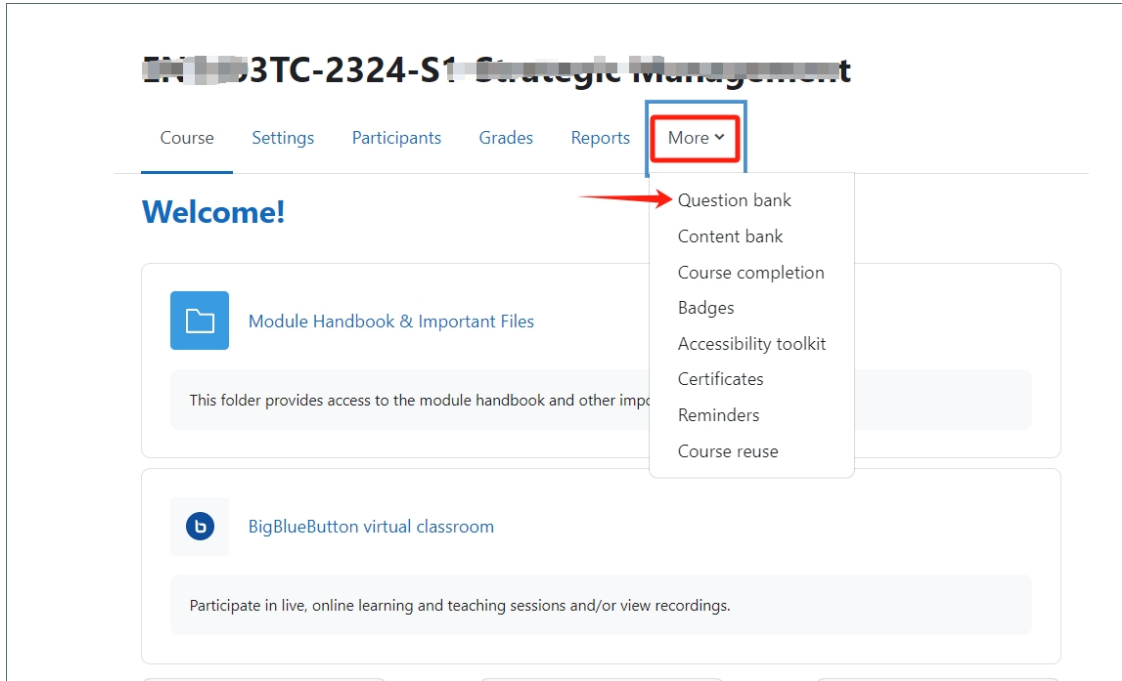 3TC-2324-S1
Course Settings Participants Grades Reports More
Question bank
Content bank
Course completion
Badges
Accessibility toolkit
Certificates
Reminders
Course reuse
Welcome!
Module Handbook & Important Files
This folder provides access to the module handbook and other
BigBlueButton virtual classroom
Participate in live, online learning and teaching sessions and/or view recordings.